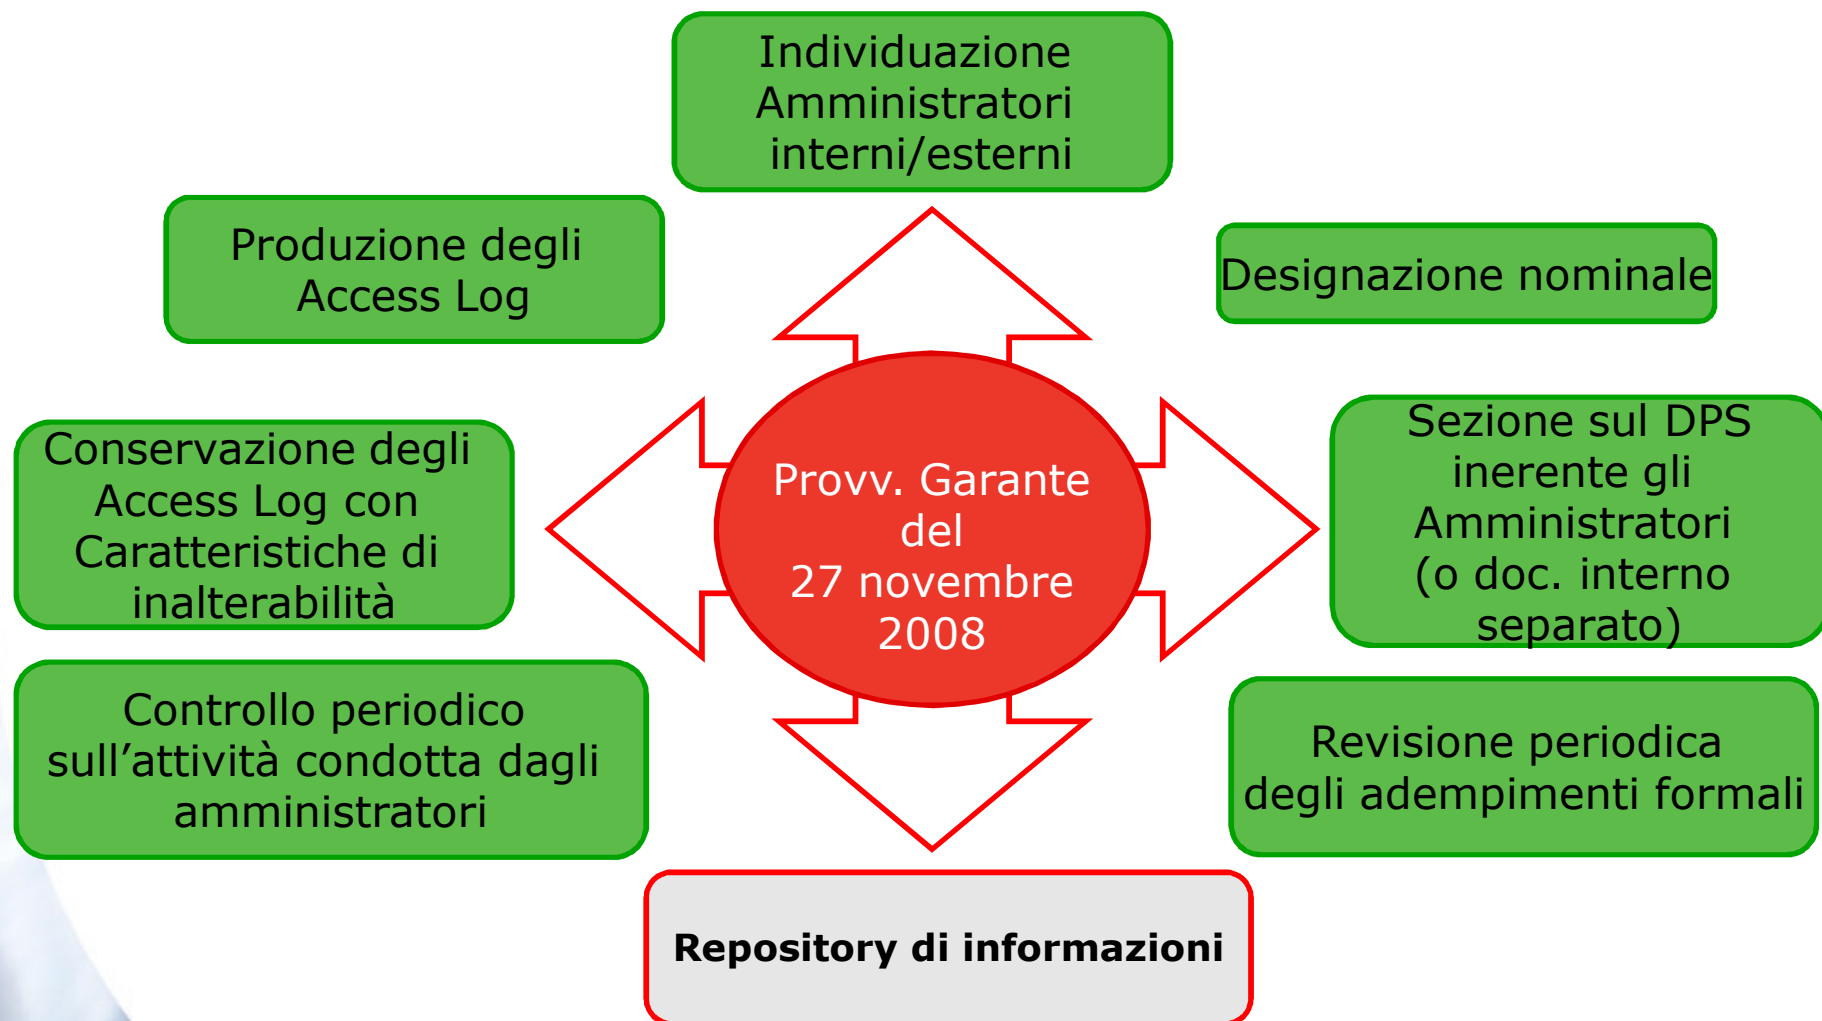 Individuazione
Amministratori
interni/esterni
Produzione degli
Access Log
Designazione nominale
Conservazione degli
Access Log con
Caratteristiche di
inalterabilità
Provv. Garante
del
27 novembre
2008
Sezione sul DPS
inerente gli
Amministratori
(o doc. interno
separato)
Controllo periodico
sull’attività condotta dagli
amministratori
Revisione periodica
degli adempimenti formali
Repository di informazioni